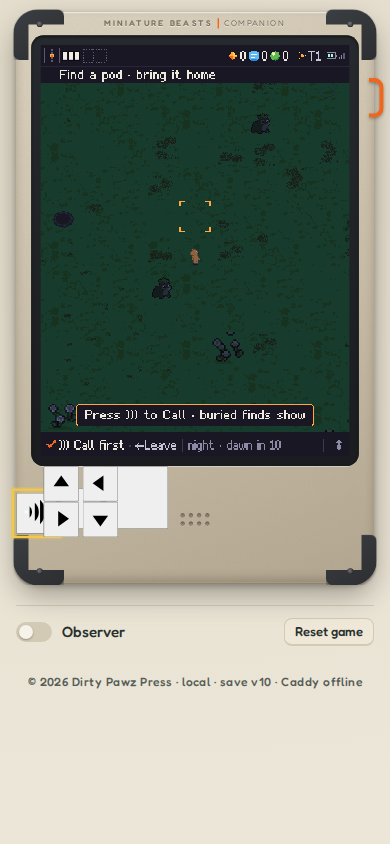 MINIATURE BEASTS | COMPANION
0 0 0 T1
Find a pod · bring it home
Press ))) to Call · buried finds show
))) Call first · ←Leave | night · dawn in 10
Observer
Reset game
© 2026 Dirty Pawz Press · local · save v10 · Caddy offline